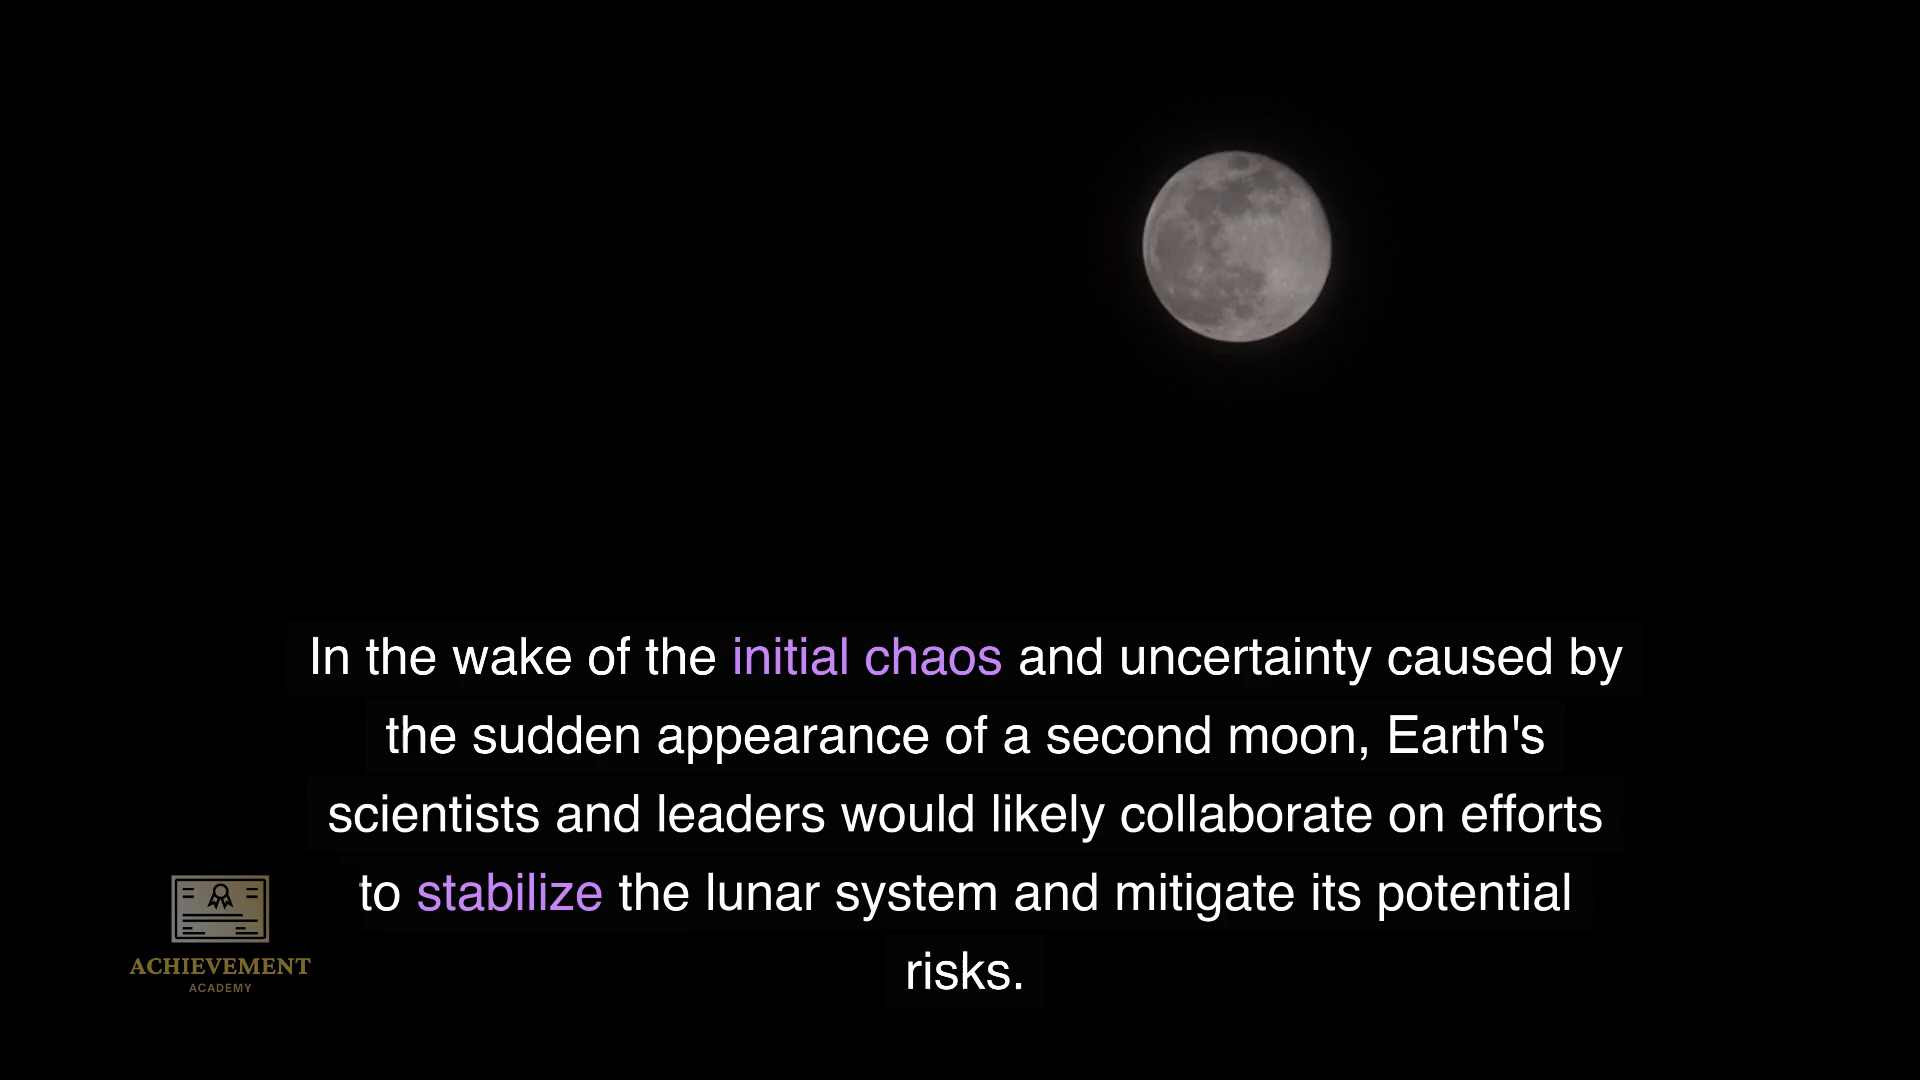 In the wake of the initial chaos and uncertainty caused by
the sudden appearance of a second moon, Earth's
scientists and leaders would likely collaborate on efforts
to stabilize the lunar system and mitigate its potential
risks.
ACHIEVEMENT
ACADEMY